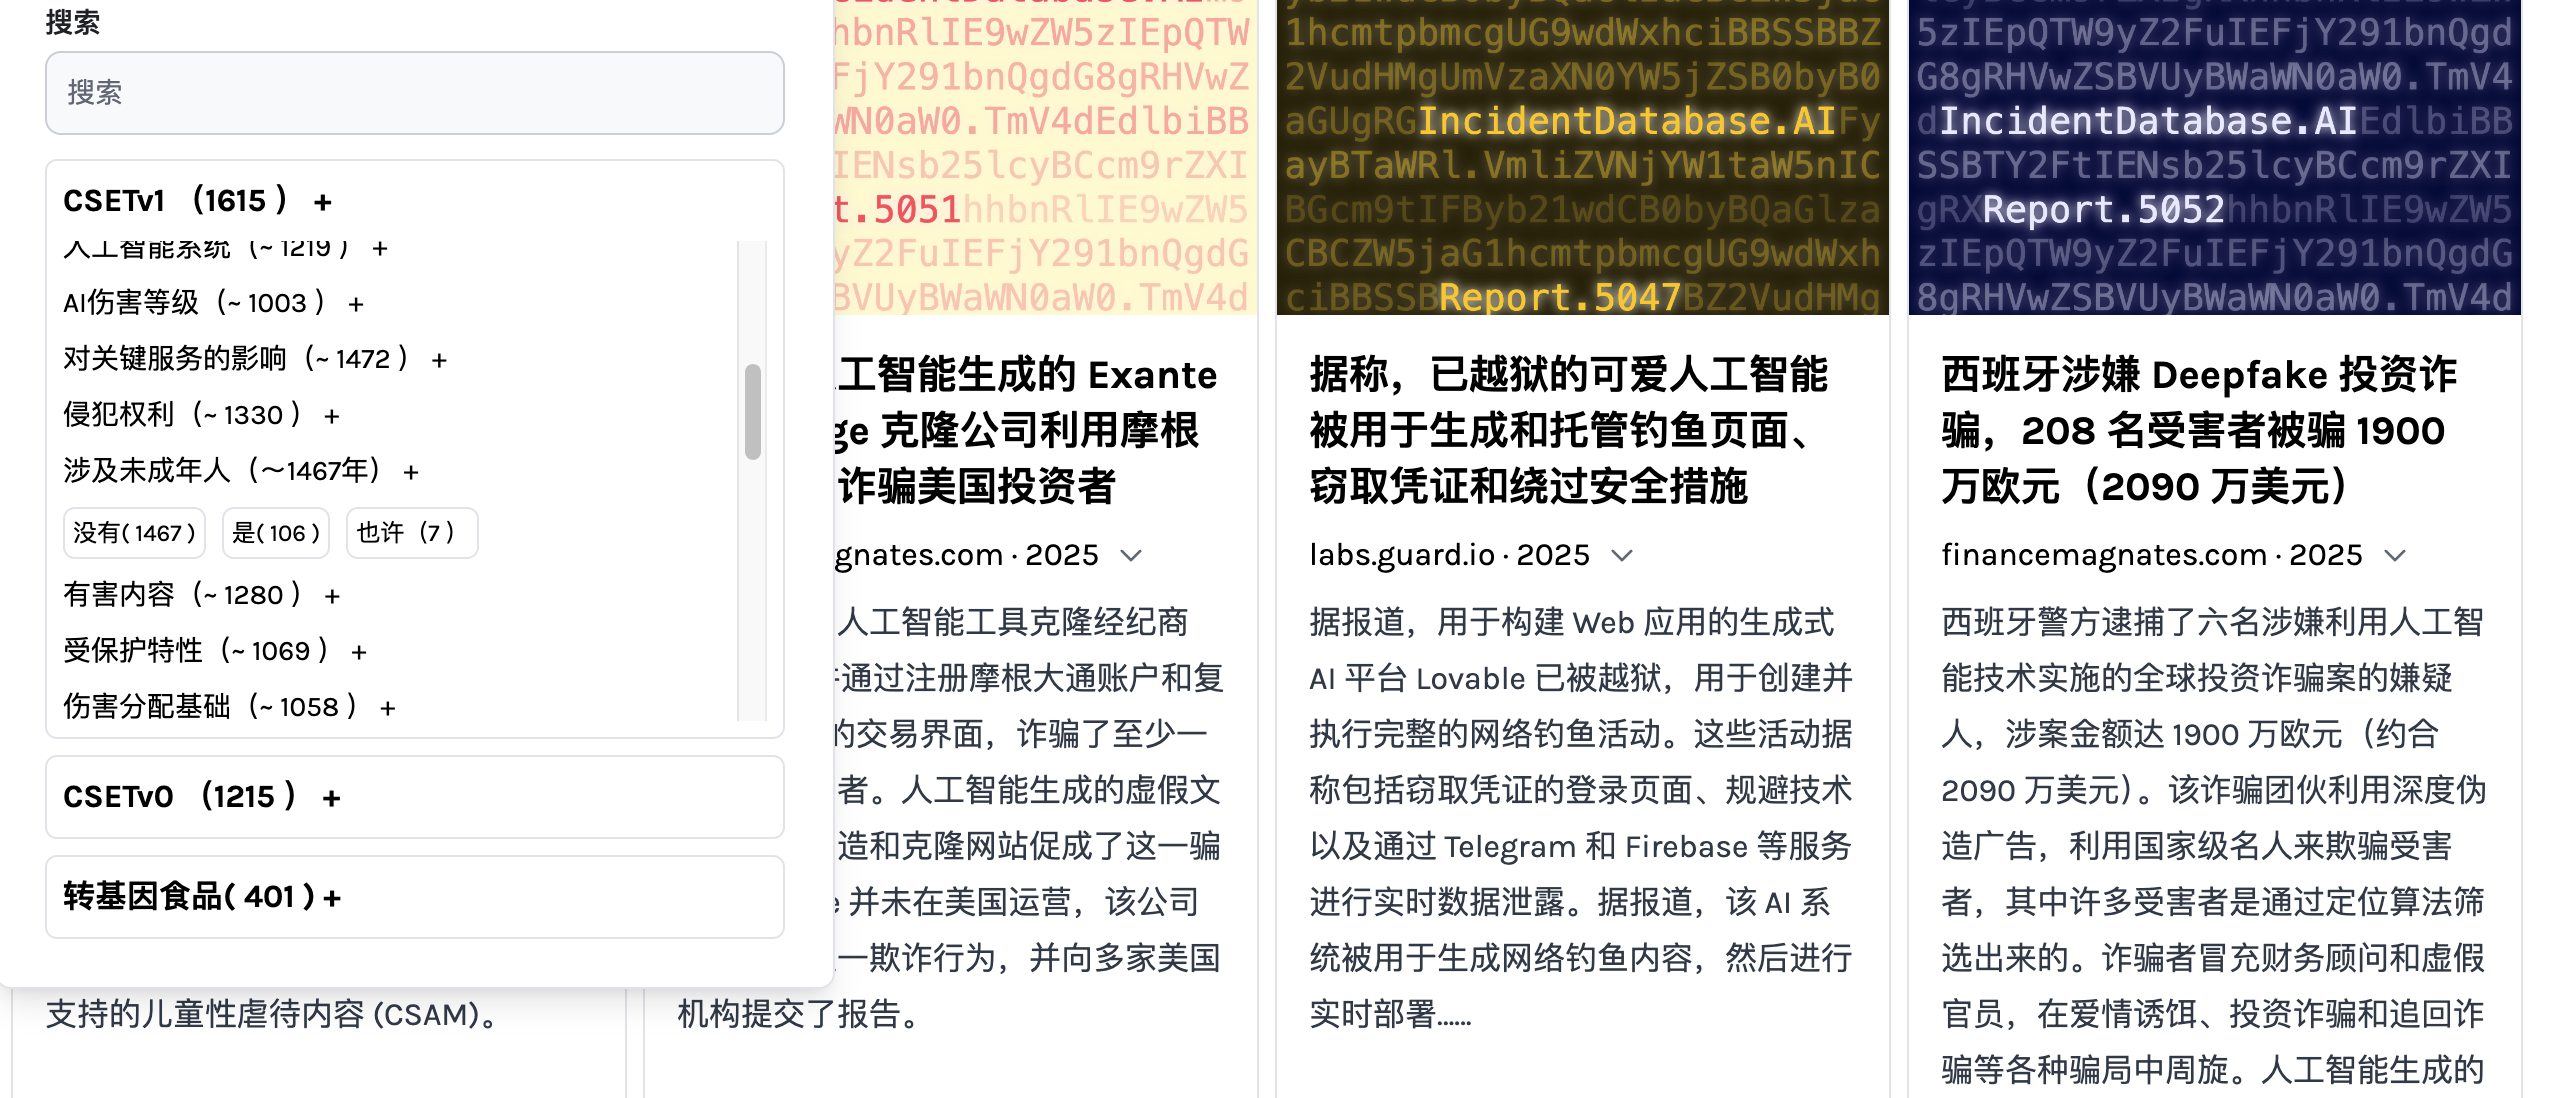 搜索
搜索
CSETv1 （1615 ） +
人工智能系统（~ 1219 ） +
AI伤害等级（~ 1003 ） +
对关键服务的影响（~ 1472 ） +
侵犯权利（~ 1330 ） +
涉及未成年人（～1467年） +
没有( 1467 ) 是( 106 ) 也许（7 ）
有害内容（~ 1280 ） +
受保护特性（~ 1069 ） +
伤害分配基础（~ 1058 ） +
CSETv0 （1215 ） +
转基因食品( 401 ) +
支持的儿童性虐待内容 (CSAM)。
hbnRlIE9wZW5zIEpQTW
FjY291bnQgdG8gRHVwZ
wN0aW0.TmV4dEdlbiBB
IENsb25lcyBCcm9rZXI
t.5051hhbnRlIE9wZW5
yZ2FuIEFjY291bnQgdG
BVUyBWaWN0aW0.TmV4d
工智能生成的 Exante
ge 克隆公司利用摩根
诈骗美国投资者
gnates.com · 2025
人工智能工具克隆经纪商
通过注册摩根大通账户和复
的交易界面，诈骗了至少一
者。人工智能生成的虚假文
造和克隆网站促成了这一骗
e 并未在美国运营，该公司
一欺诈行为，并向多家美国
机构提交了报告。
1hcmtpbmcgUG9wdWxhciBBSSBBZ
2VudHMgUmVzaXN0YW5jZSB0byB0
aGUgRGIncidentDatabase.AIFy
ayBTaWRl.VmliZVNjYW1taW5nIC
BGcm9tIFByb21wdCB0byBQaGlza
CBCZW5jaG1hcmtpbmcgUG9wdWxh
ciBBSSBReport.5047BZ2VudHMg
据称，已越狱的可爱人工智能
被用于生成和托管钓鱼页面、
窃取凭证和绕过安全措施
labs.guard.io · 2025
据报道，用于构建 Web 应用的生成式
AI 平台 Lovable 已被越狱，用于创建并
执行完整的网络钓鱼活动。这些活动据
称包括窃取凭证的登录页面、规避技术
以及通过 Telegram 和 Firebase 等服务
进行实时数据泄露。据报道，该 AI 系
统被用于生成网络钓鱼内容，然后进行
实时部署……
5zIEpQTW9yZ2FuIEFjY291bnQgd
G8gRHVwZSBVUyBWaWN0aW0.TmV4
dIncidentDatabase.AIEdlbiBB
SSBTY2FtIENsb25lcyBCcm9rZXI
gRXReport.5052hhbnRlIE9wZW5
zIEpQTW9yZ2FuIEFjY291bnQgdG
8gRHVwZSBVUyBWaWN0aW0.TmV4d
西班牙涉嫌 Deepfake 投资诈
骗，208 名受害者被骗 1900
万欧元（2090 万美元）
financemagnates.com · 2025
西班牙警方逮捕了六名涉嫌利用人工智
能技术实施的全球投资诈骗案的嫌疑
人，涉案金额达 1900 万欧元（约合
2090 万美元）。该诈骗团伙利用深度伪
造广告，利用国家级名人来欺骗受害
者，其中许多受害者是通过定位算法筛
选出来的。诈骗者冒充财务顾问和虚假
官员，在爱情诱饵、投资诈骗和追回诈
骗等各种骗局中周旋。人工智能生成的